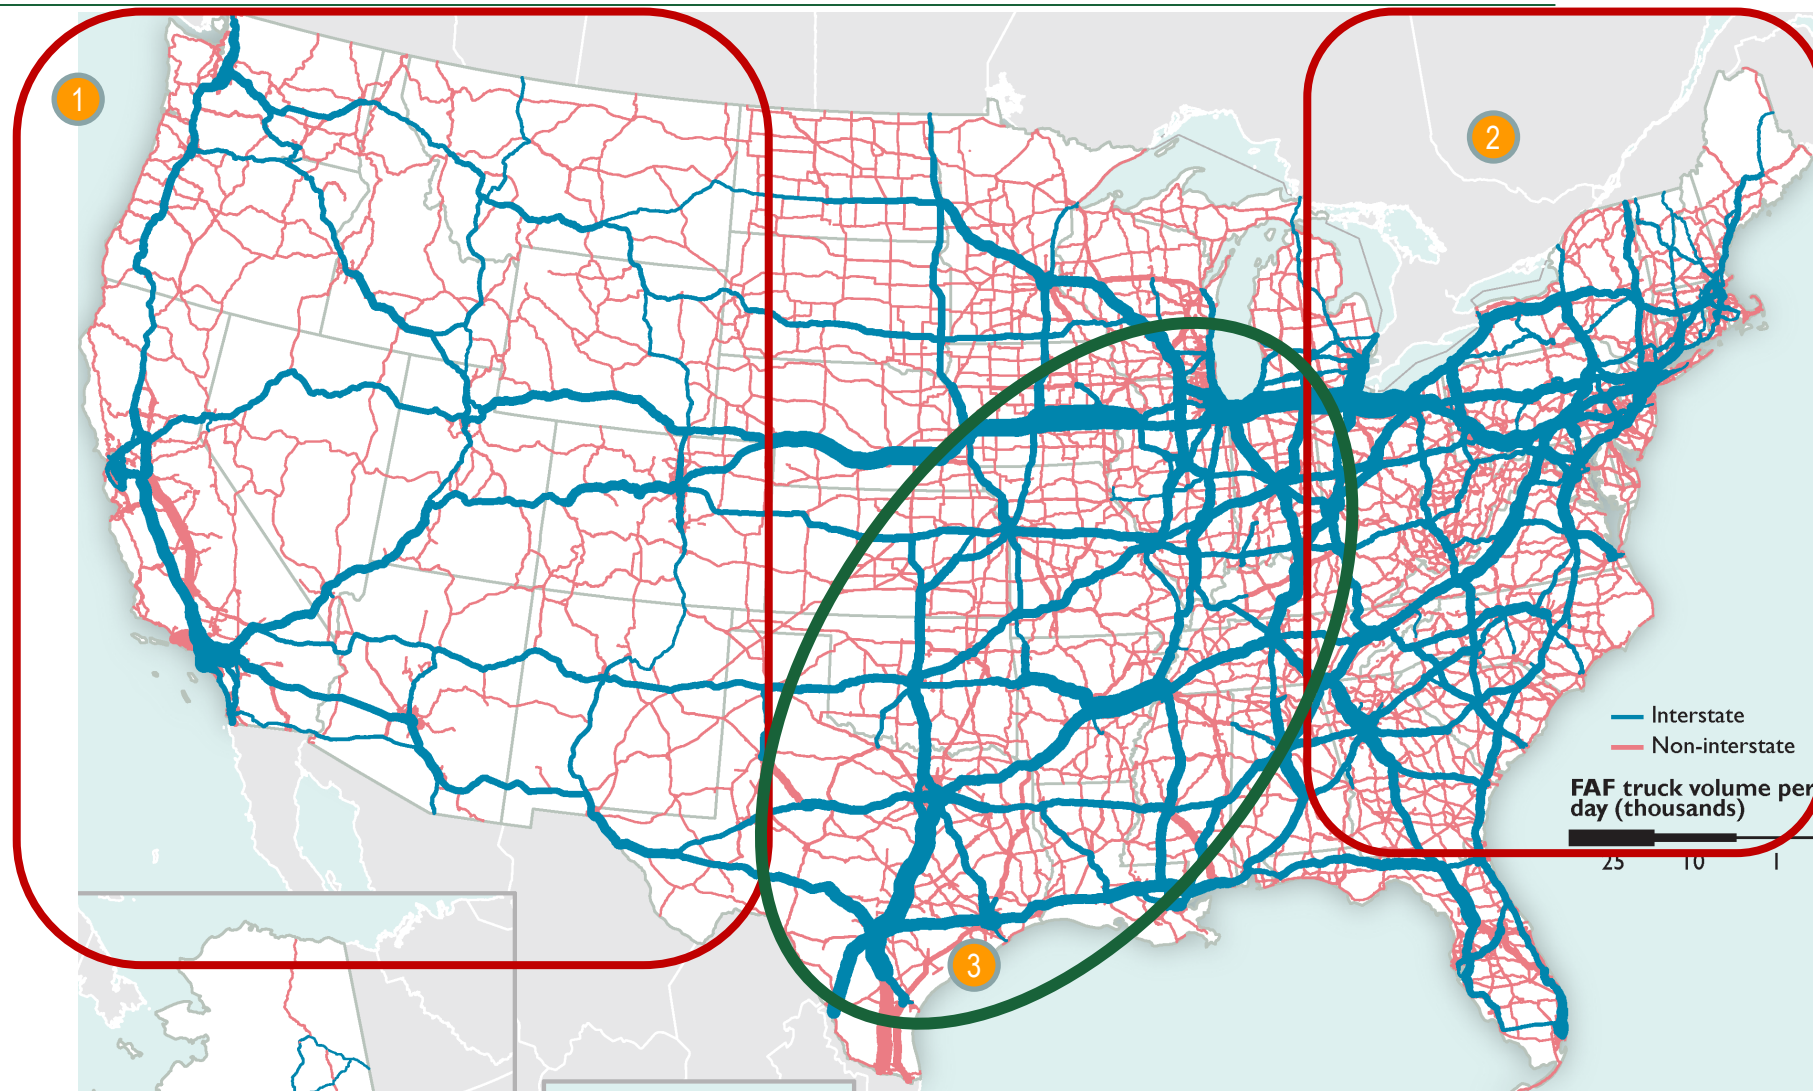 1
2
3
Interstate
Non-interstate
FAF truck volume per
day (thousands)
25 10 1